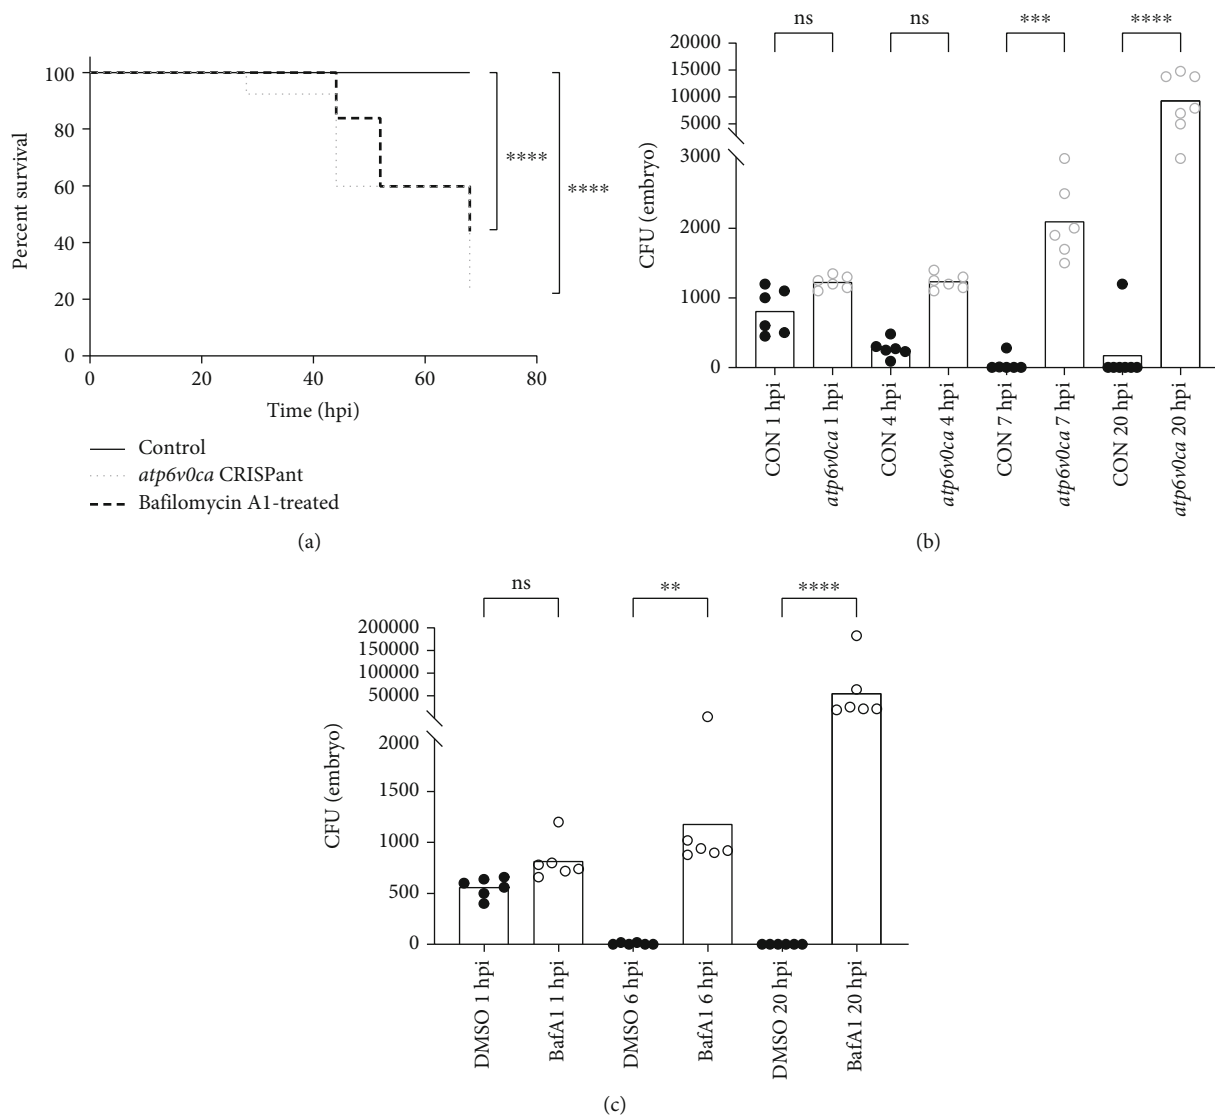 Percent survival
100
80
60
40
20
0
0 20 40 60 80
Time (hpi)
****
****
Control
atp6v0ca CRISPant
Bafilomycin A1-treated
(a)
ns ns *** ****
CFU (embryo)
20000
15000
10000
5000
3000
2000
1000
0
CON 1 hpi
atp6v0ca 1 hpi
CON 4 hpi
atp6v0ca 4 hpi
CON 7 hpi
atp6v0ca 7 hpi
CON 20 hpi
atp6v0ca 20 hpi
(b)
ns ** ****
CFU (embryo)
200000
150000
100000
50000
2000
1500
1000
500
0
DMSO 1 hpi
BafA1 1 hpi
DMSO 6 hpi
BafA1 6 hpi
DMSO 20 hpi
BafA1 20 hpi
(c)